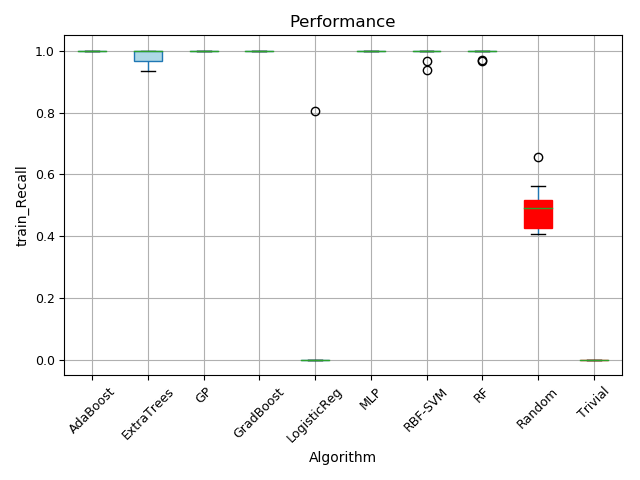 Performance
train_Recall
1.0
0.8
0.6
0.4
0.2
0.0
AdaBoost
ExtraTrees
GP
GradBoost
LogisticReg
MLP
RBF-SVM
RF
Random
Trivial
Algorithm